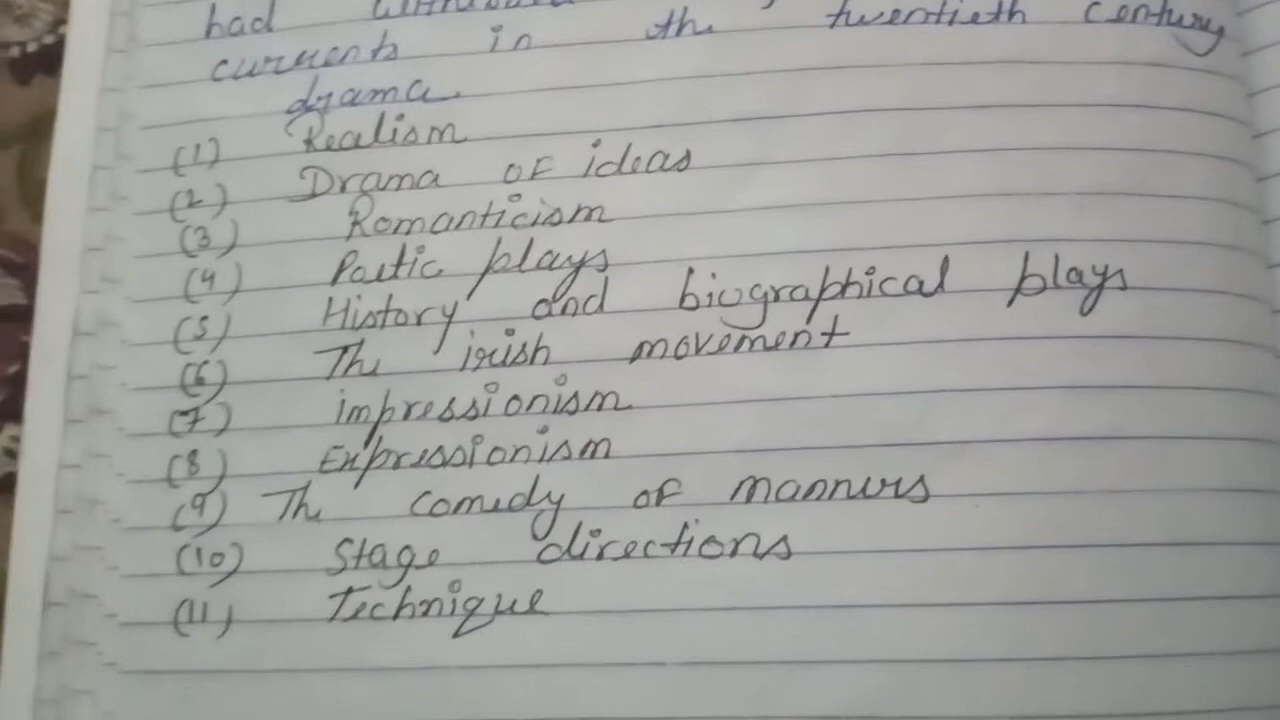 had
currents in the twentieth century
drama.
(1) Realism
(2) Drama of ideas
(3) Romanticism
(4) Poetic plays
(5) History and biographical plays
(6) The irish movement
(7) impressionism
(8) Expressionism
(9) The comedy of manners
(10) Stage directions
(11) Technique